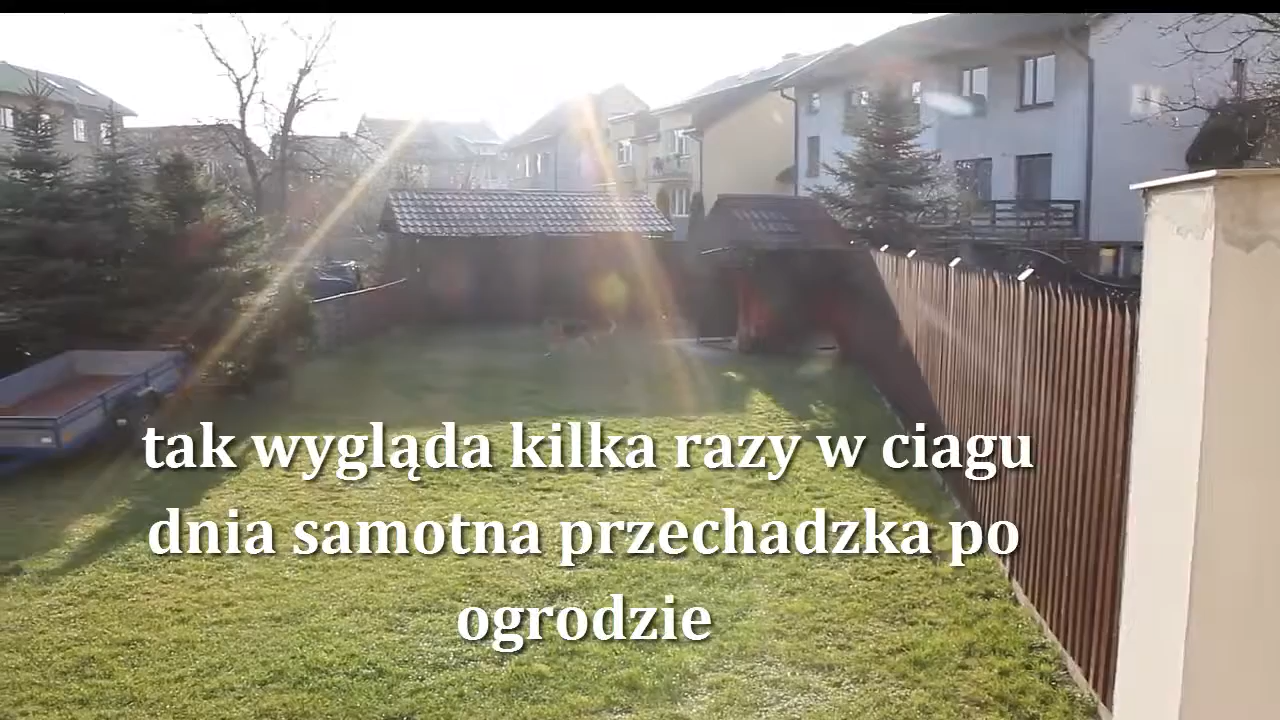 tak wygląda kilka razy w ciagu
dnia samotna przechadzka po
ogrodzie